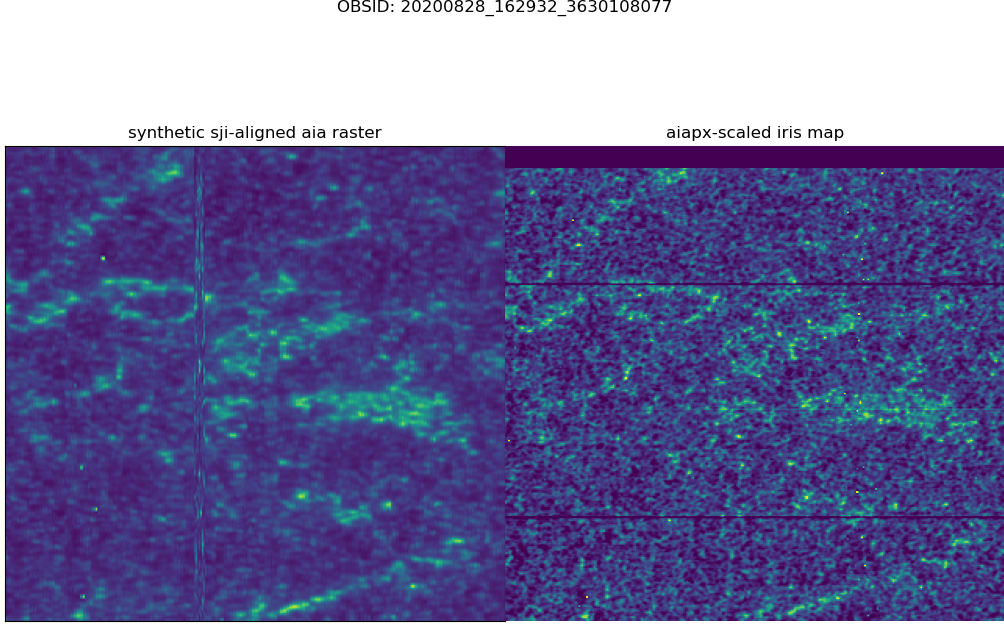 OBSID: 20200828_162932_3630108077
synthetic sji-aligned aia raster
aiapx-scaled iris map